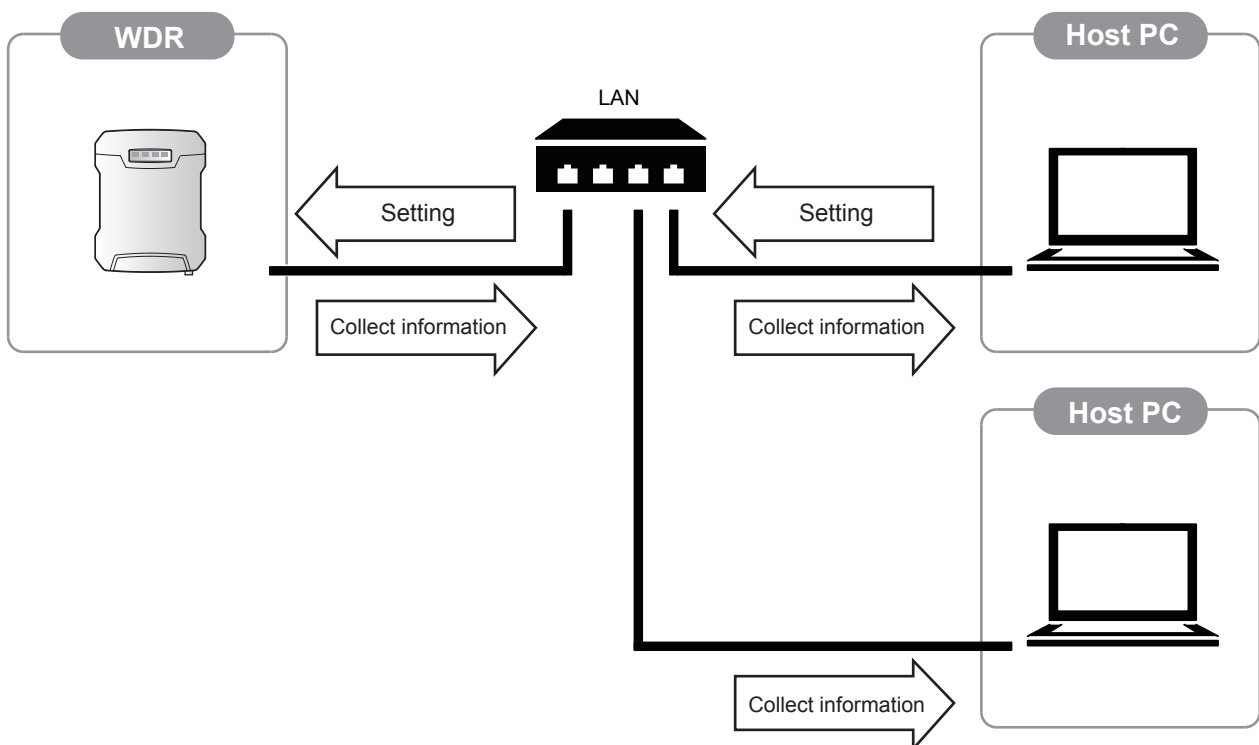 WDR
Host PC
LAN
Setting
Setting
Collect information
Collect information
Host PC
Collect information